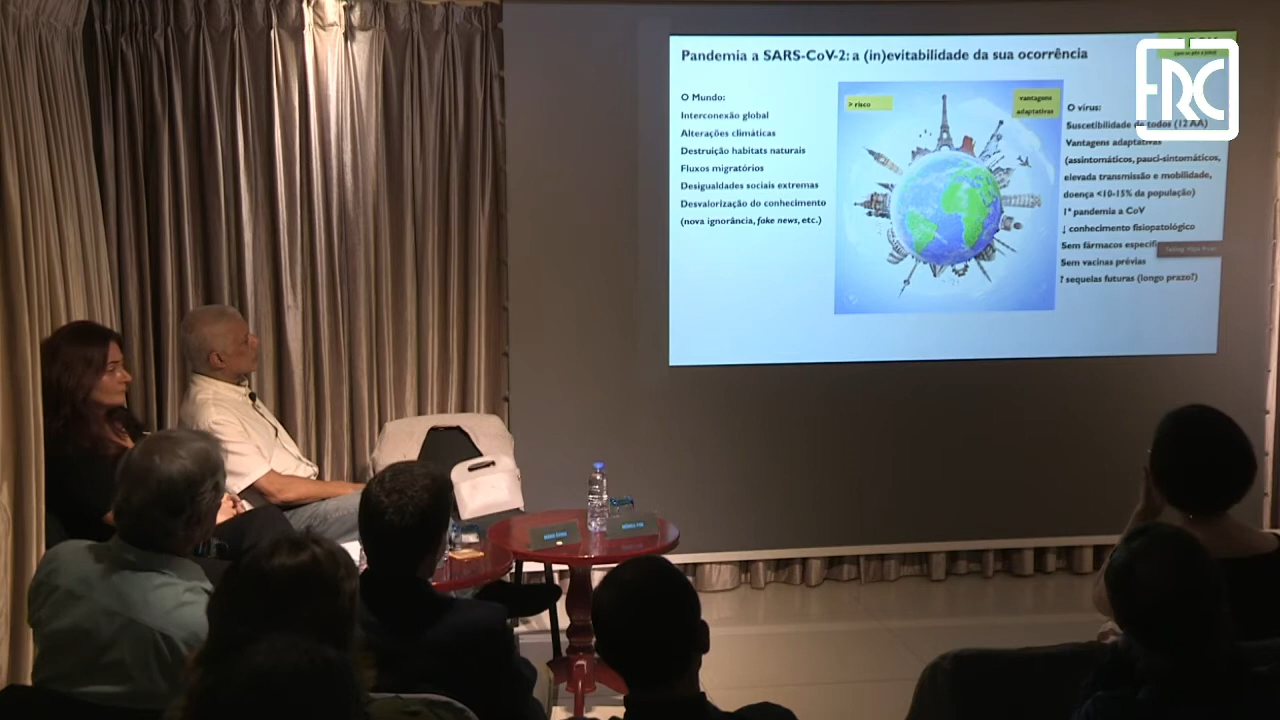 Pandemia a SARS-CoV-2: a (in)evitabilidade da sua ocorrência
O Mundo:
Interconexão global
Alterações climáticas
Destruição habitats naturais
Fluxos migratórios
Desigualdades sociais extremas
Desvalorização do conhecimento
(nova ignorância, fake news, etc.)
> risco
vantagens
adaptativas
O vírus:
Suscetibilidade de todos (12 AA)
Vantagens adaptativas
(assintomáticos, pauci-sintomáticos,
elevada transmissão e mobilidade,
doença <10-15% da população)
1ª pandemia a CoV
↓ conhecimento fisiopatológico
Sem fármacos especifi
Sem vacinas prévias
? sequelas futuras (longo prazo?)
ERC